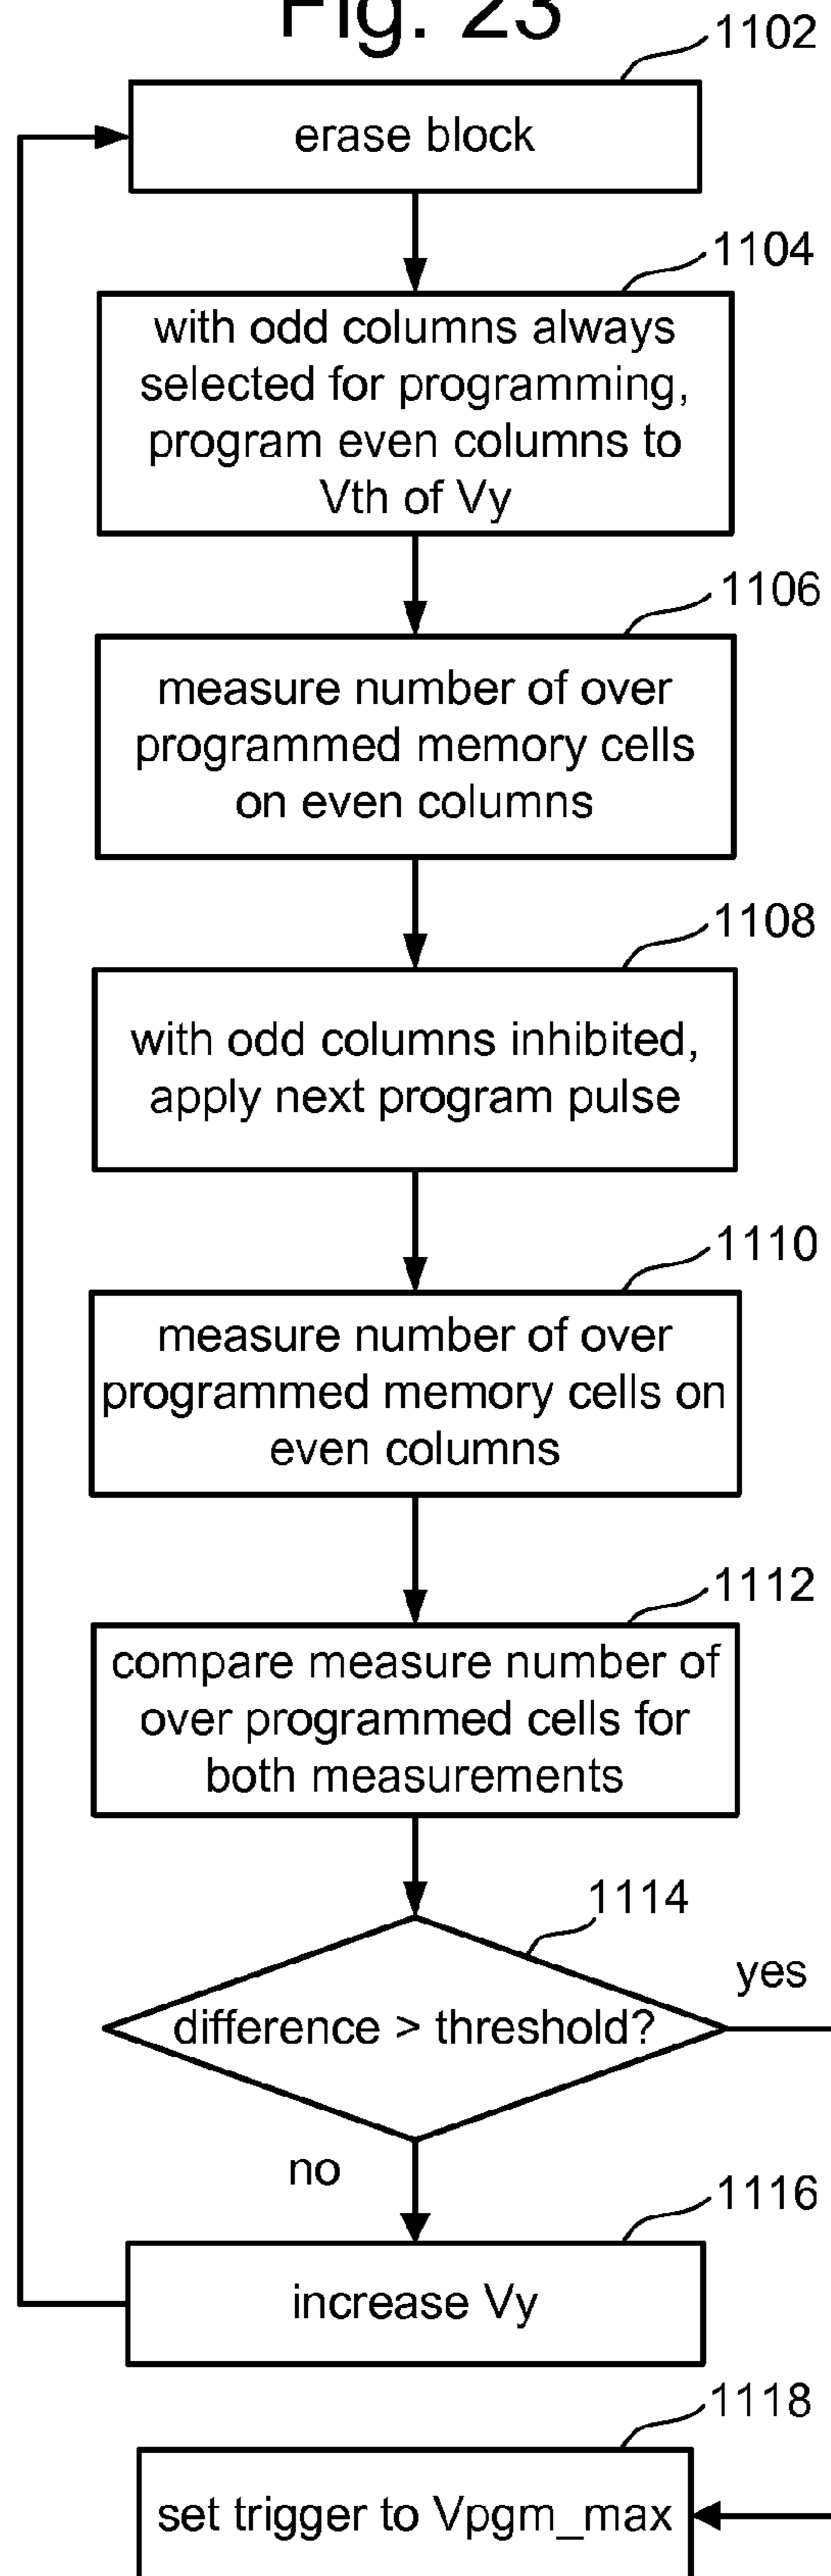 Fig. 23
1102
erase block
1104
with odd columns always
selected for programming,
program even columns to
Vth of Vy
1106
measure number of over
programmed memory cells
on even columns
1108
with odd columns inhibited,
apply next program pulse
1110
measure number of over
programmed memory cells on
even columns
1112
compare measure number of
over programmed cells for
both measurements
1114
difference > threshold?
yes
no
1116
increase Vy
1118
set trigger to Vpgm_max